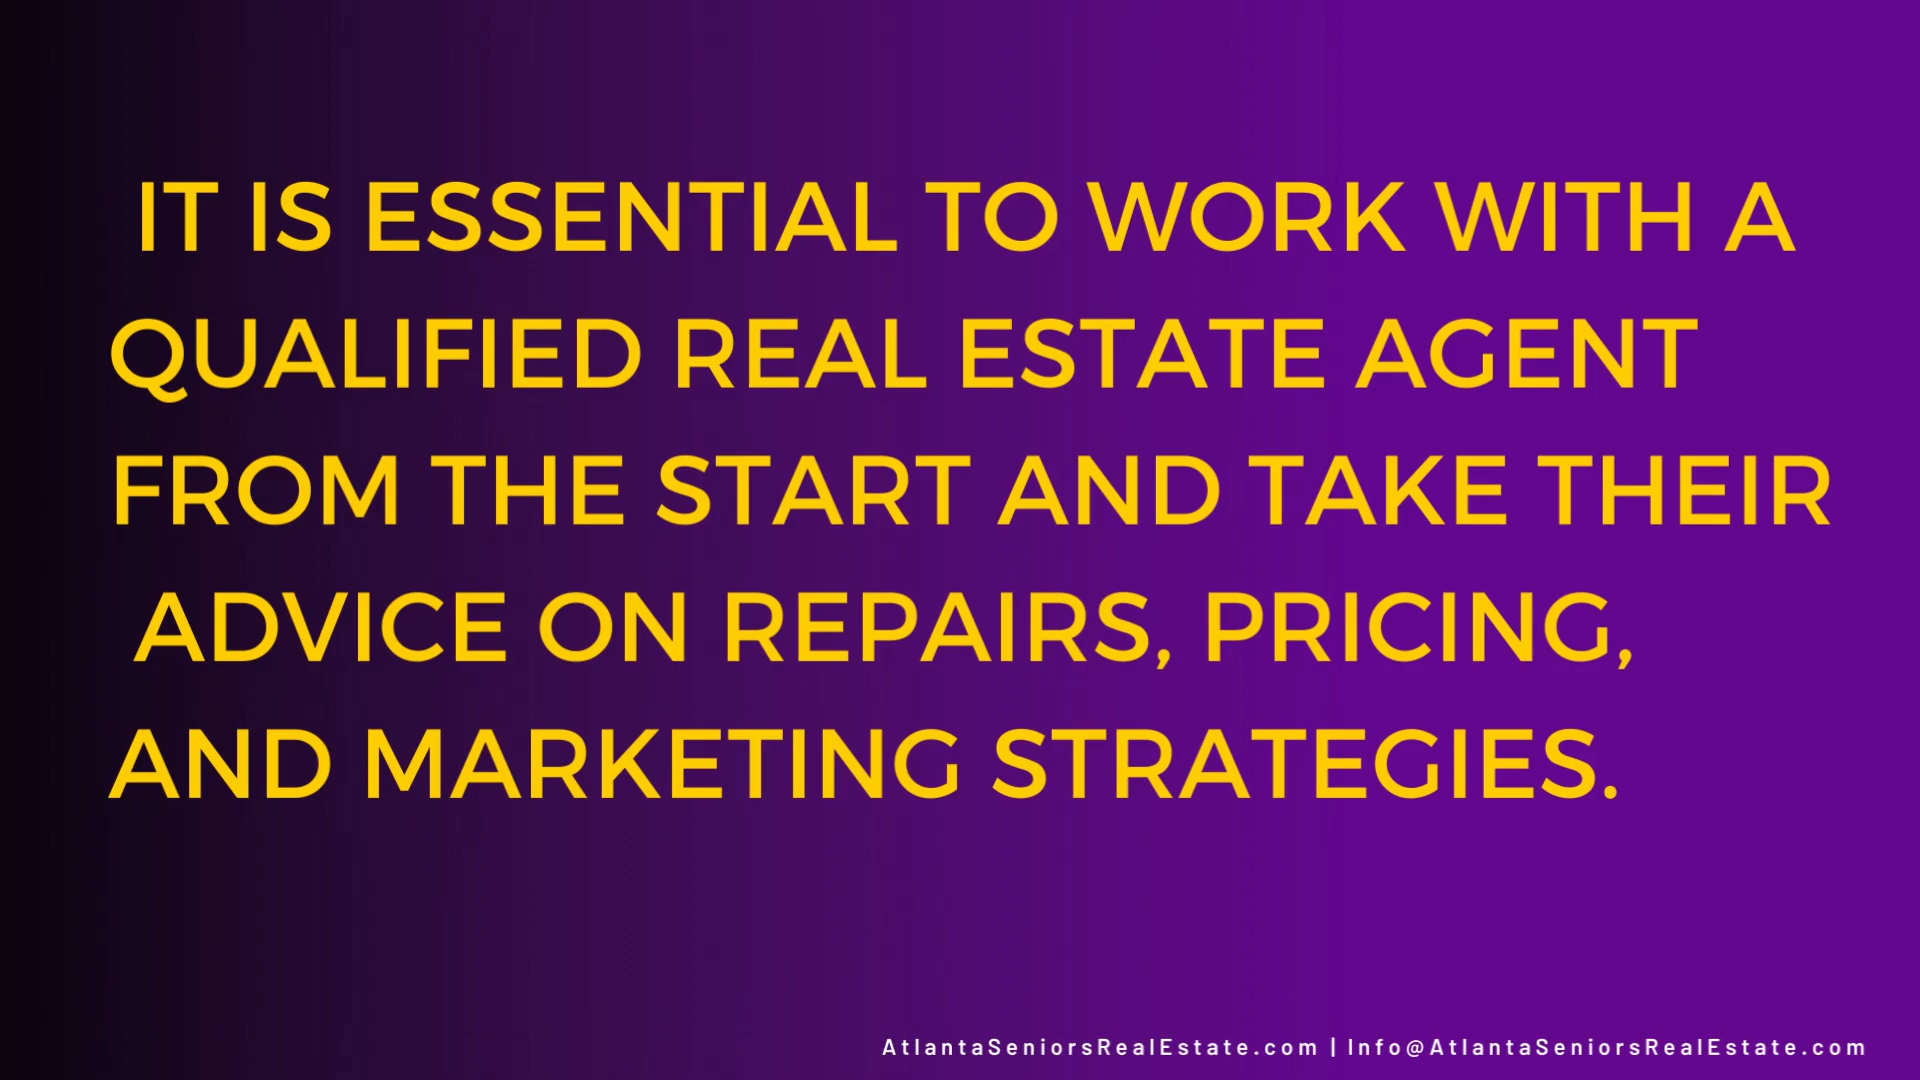 IT IS ESSENTIAL TO WORK WITH A
QUALIFIED REAL ESTATE AGENT
FROM THE START AND TAKE THEIR
ADVICE ON REPAIRS, PRICING,
AND MARKETING STRATEGIES.
AtlantaSeniorsRealEstate.com | Info@AtlantaSeniorsRealEstate.com